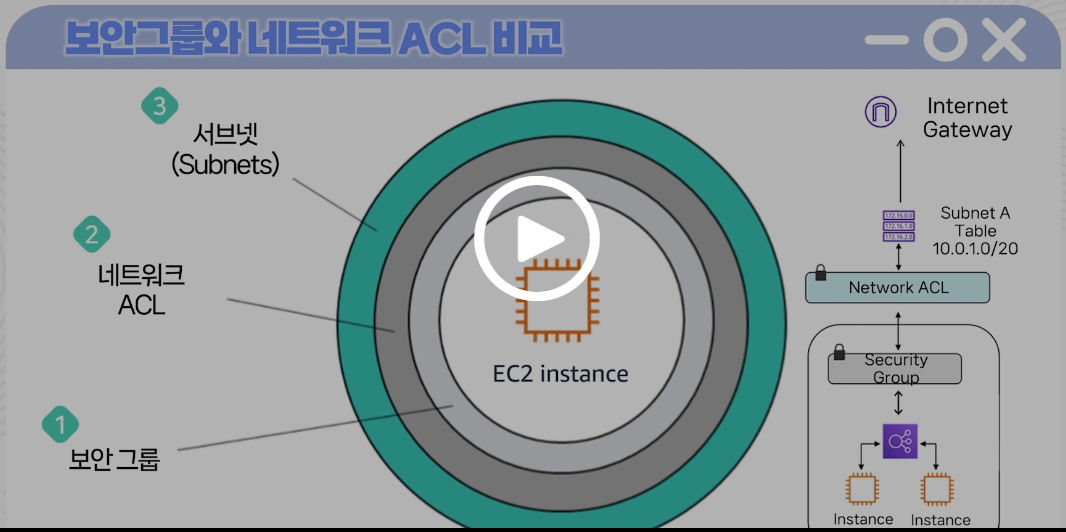 보안그룹와 네트워크 ACL 비교
3
서브넷
(Subnets)
2
네트워크
ACL
1
보안 그룹
EC2 instance
Internet
Gateway
172.16.0.0
172.16.1.0
172.16.2.0
Subnet A
Table
10.0.1.0/20
Network ACL
Security
Group
Instance
Instance